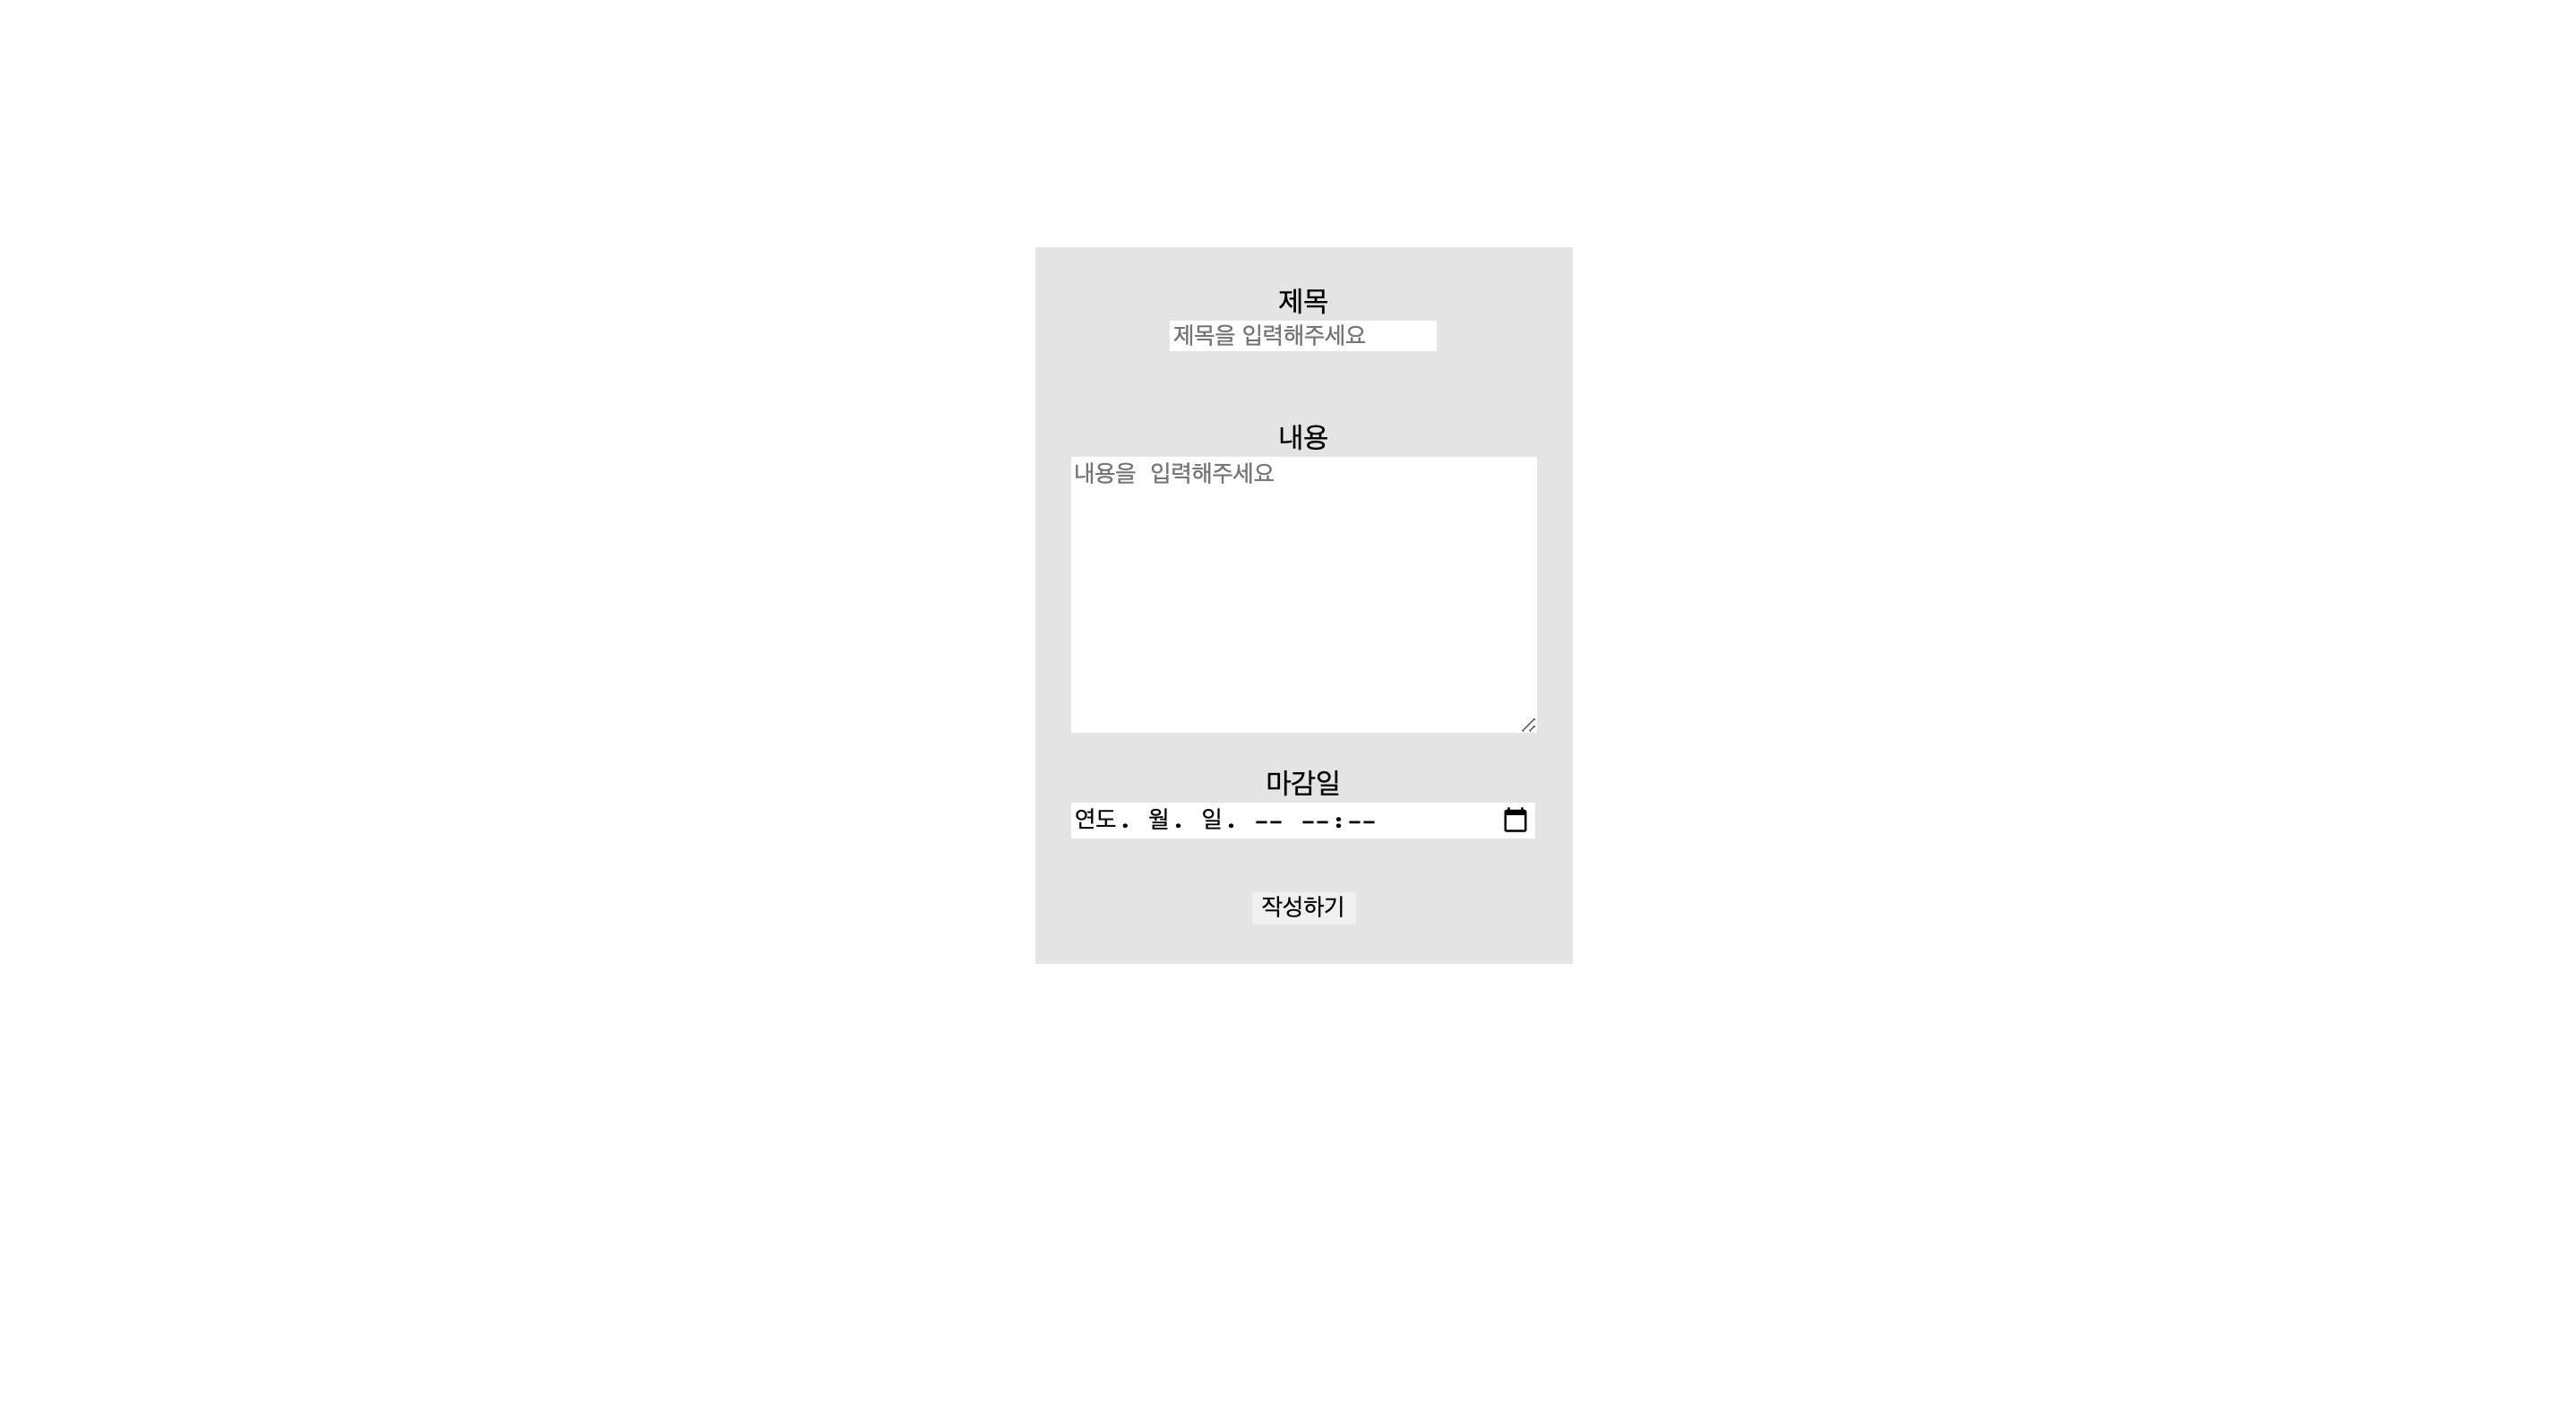 제목
제목을 입력해주세요
내용
내용을 입력해주세요
마감일
연도. 월. 일. -- --:--
작성하기